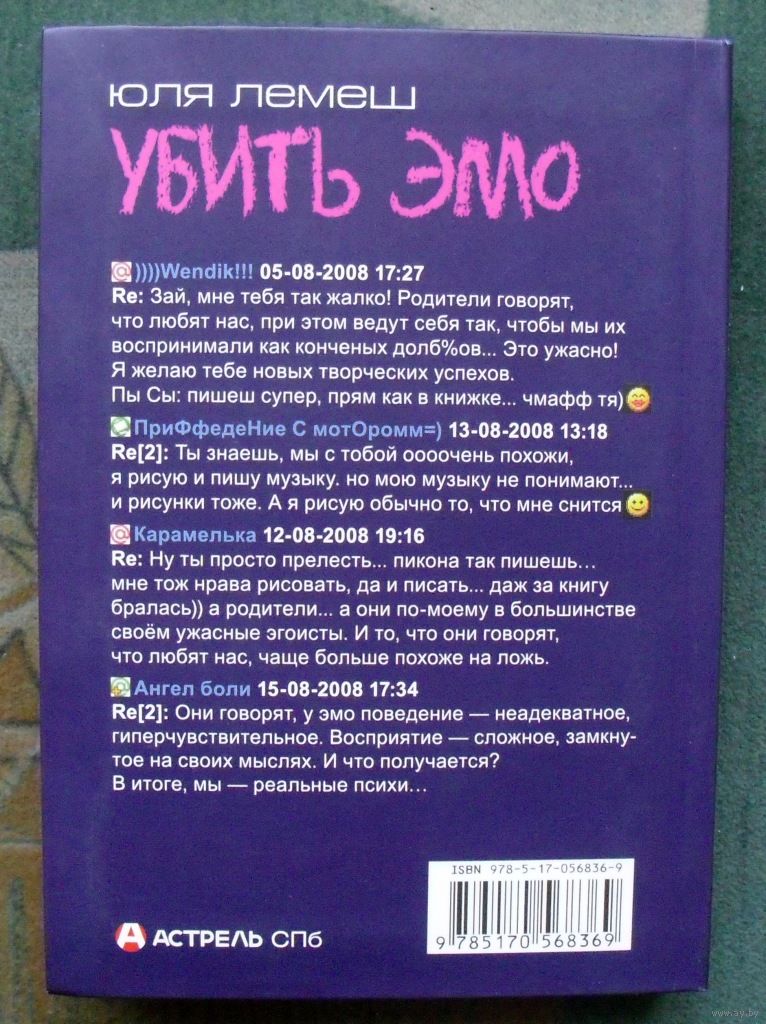 Юля Лемеш
УБИТЬ ЭМО
))))Wendik!!! 05-08-2008 17:27
Re: Зай, мне тебя так жалко! Родители говорят,
что любят нас, при этом ведут себя так, чтобы мы их
воспринимали как конченых долб%ов... Это ужасно!
Я желаю тебе новых творческих успехов.
Пы Сы: пишеш супер, прям как в книжке... чмафф тя)
ПриФфедеНие С мотОромм=) 13-08-2008 13:18
Re[2]: Ты знаешь, мы с тобой оооочень похожи,
я рисую и пишу музыку. но мою музыку не понимают...
и рисунки тоже. А я рисую обычно то, что мне снится
Карамелька 12-08-2008 19:16
Re: Ну ты просто прелесть... пикона так пишешь...
мне тож нрава рисовать, да и писать... даж за книгу
бралась)) а родители... а они по-моему в большинстве
своём ужасные эгоисты. И то, что они говорят,
что любят нас, чаще больше похоже на ложь.
Ангел боли 15-08-2008 17:34
Re[2]: Они говорят, у эмо поведение — неадекватное,
гиперчувствительное. Восприятие — сложное, замкну-
тое на своих мыслях. И что получается?
В итоге, мы — реальные психи...
ISBN 978-5-17-056836-9
9 785170 568369
АСТРЕЛЬ СПб
www.ay.by